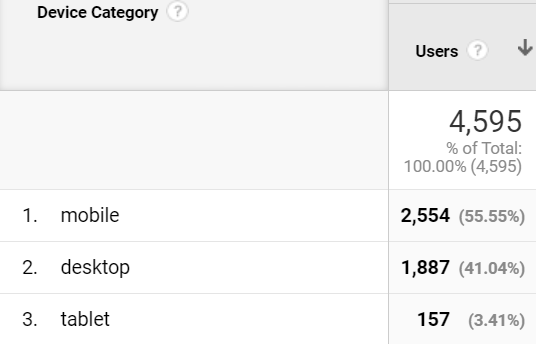 Device Category ?
Users ?
4,595
% of Total:
100.00% (4,595)
1. mobile 2,554 (55.55%)
2. desktop 1,887 (41.04%)
3. tablet 157 (3.41%)